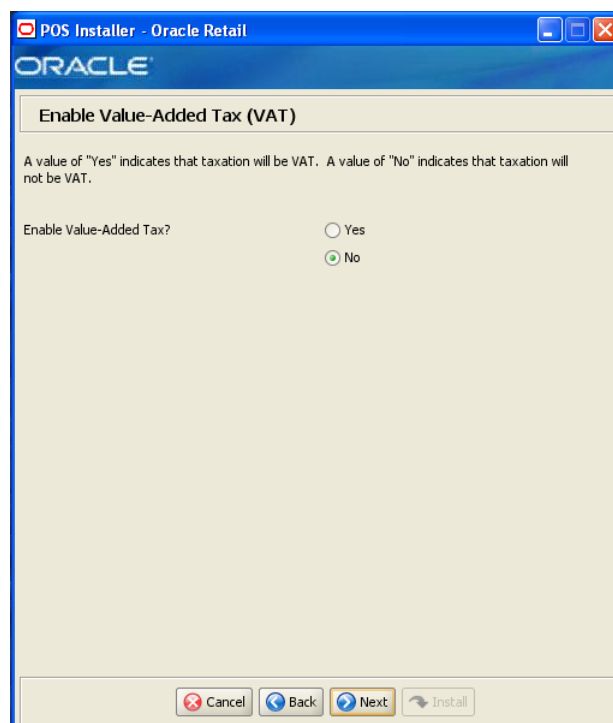 POS Installer - Oracle Retail
ORACLE
Enable Value-Added Tax (VAT)
A value of "Yes" indicates that taxation will be VAT. A value of "No" indicates that taxation will
not be VAT.
Enable Value-Added Tax?
Yes
No
Cancel Back Next Install